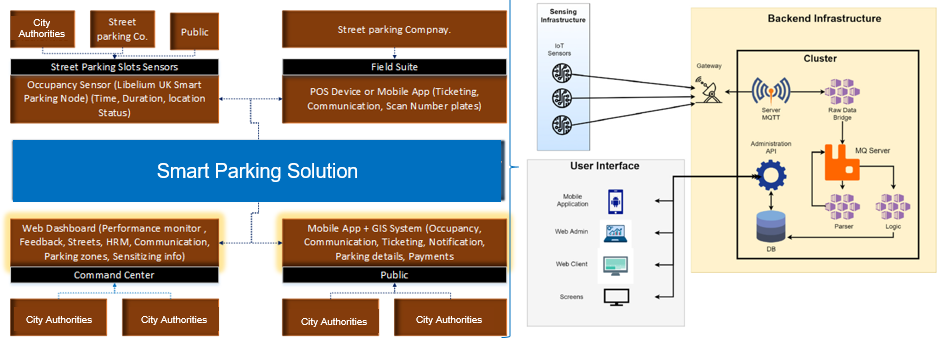 City
Authorities
Street
parking Co.
Public
Street parking Compnay.
Street Parking Slots Sensors
Field Suite
Occupancy Sensor (Libelium UK Smart
Parking Node) (Time, Duration, location
Status)
POS Device or Mobile App (Ticketing,
Communication, Scan Number plates)
Smart Parking Solution
Web Dashboard (Performance monitor ,
Feedback, Streets, HRM, Communication,
Parking zones, Sensitizing info)
Mobile App + GIS System (Occupancy,
Communication, Ticketing, Notification,
Parking details, Payments
Command Center
Public
City Authorities
City Authorities
City Authorities
City Authorities
Sensing
Infrastructure
IoT
Sensors
Backend Infrastructure
Gateway
Cluster
Server
MQTT
Raw Data
Bridge
Administration
API
MQ Server
Parser
Logic
DB
User Interface
Mobile
Application
Web Admin
Web Client
Screens